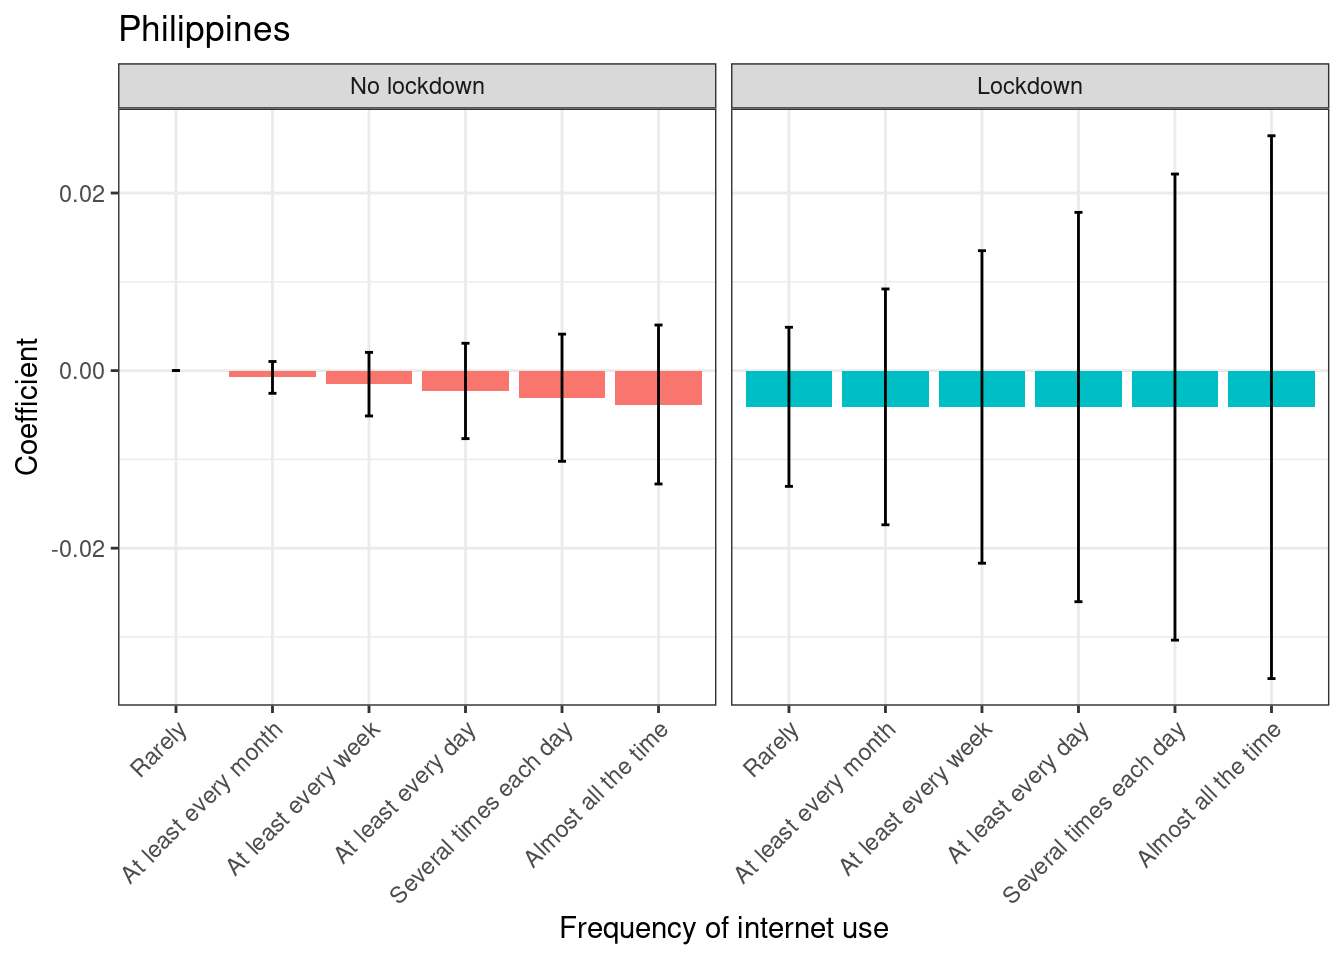 Philippines
No lockdown
Lockdown
Coefficient
0.02
0.00
-0.02
Rarely
At least every month
At least every week
At least every day
Several times each day
Almost all the time
Rarely
At least every month
At least every week
At least every day
Several times each day
Almost all the time
Frequency of internet use